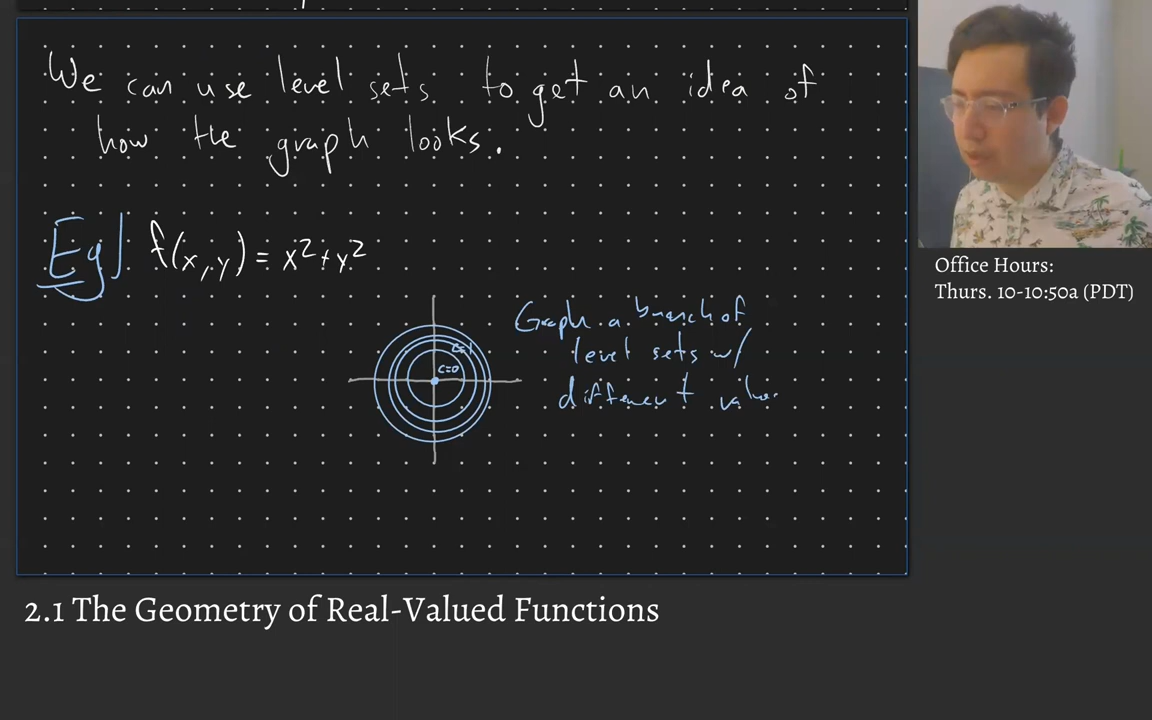 We can use level sets to get an idea of
how the graph looks.
Eg] f(x,y) = x²+y²
Graph a bunch of
level sets w/
different values
c=1
c=0
Office Hours:
Thurs. 10-10:50a (PDT)
2.1 The Geometry of Real-Valued Functions